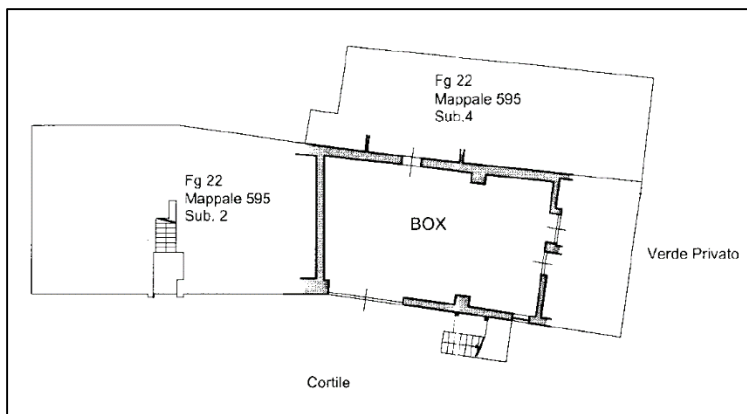 Fg 22
Mappale 595
Sub.4
Fg 22
Mappale 595
Sub. 2
BOX
Verde Privato
Cortile